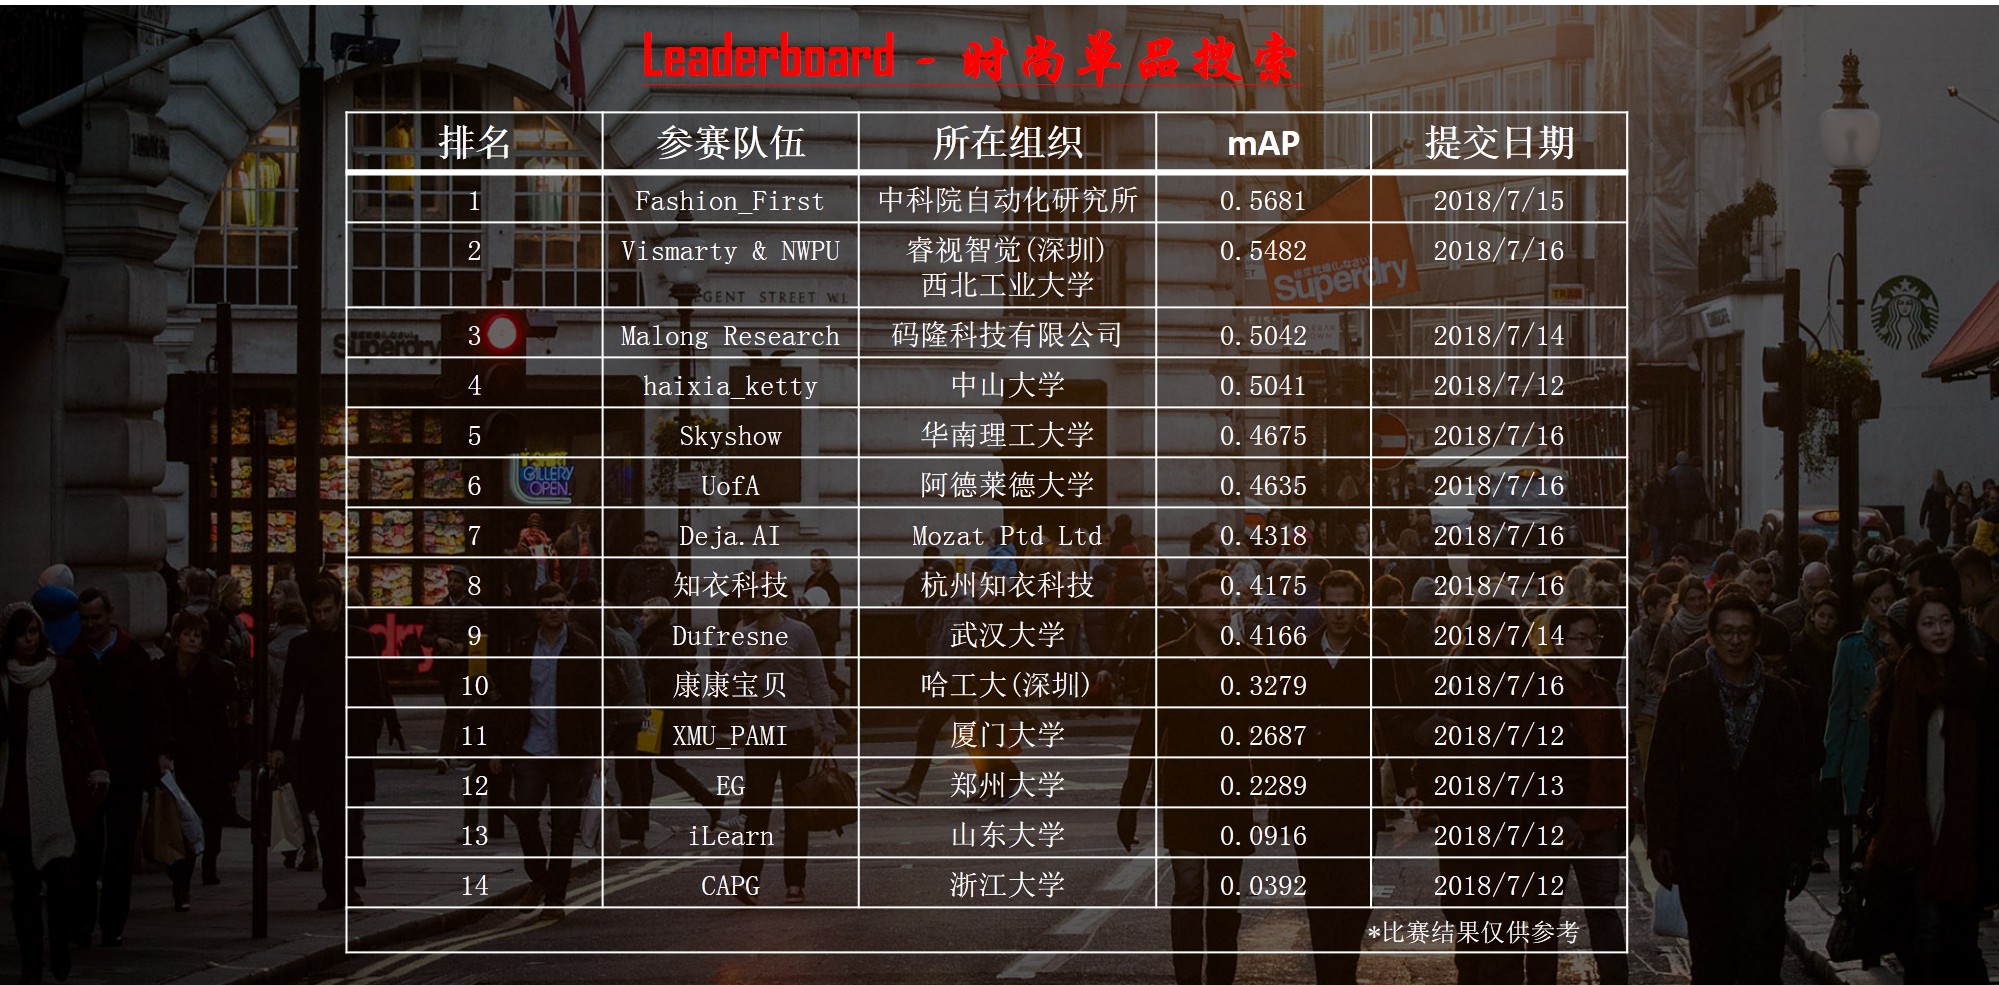 Leaderboard - 时尚单品搜索
排名 参赛队伍 所在组织 mAP 提交日期
1 Fashion_First 中科院自动化研究所 0.5681 2018/7/15
2 Vismarty & NWPU 睿视智觉(深圳) 0.5482 2018/7/16
西北工业大学
3 Malong Research 码隆科技有限公司 0.5042 2018/7/14
4 haixia_ketty 中山大学 0.5041 2018/7/12
5 Skyshow 华南理工大学 0.4675 2018/7/16
6 UofA 阿德莱德大学 0.4635 2018/7/16
7 Deja.AI Mozat Ptd Ltd 0.4318 2018/7/16
8 知衣科技 杭州知衣科技 0.4175 2018/7/16
9 Dufresne 武汉大学 0.4166 2018/7/14
10 康康宝贝 哈工大(深圳) 0.3279 2018/7/16
11 XMU_PAMI 厦门大学 0.2687 2018/7/12
12 EG 郑州大学 0.2289 2018/7/13
13 iLearn 山东大学 0.0916 2018/7/12
14 CAPG 浙江大学 0.0392 2018/7/12
*比赛结果仅供参考
Superdry
EGENT STREET W1
Superdry
GALLERY
OPEN
dry